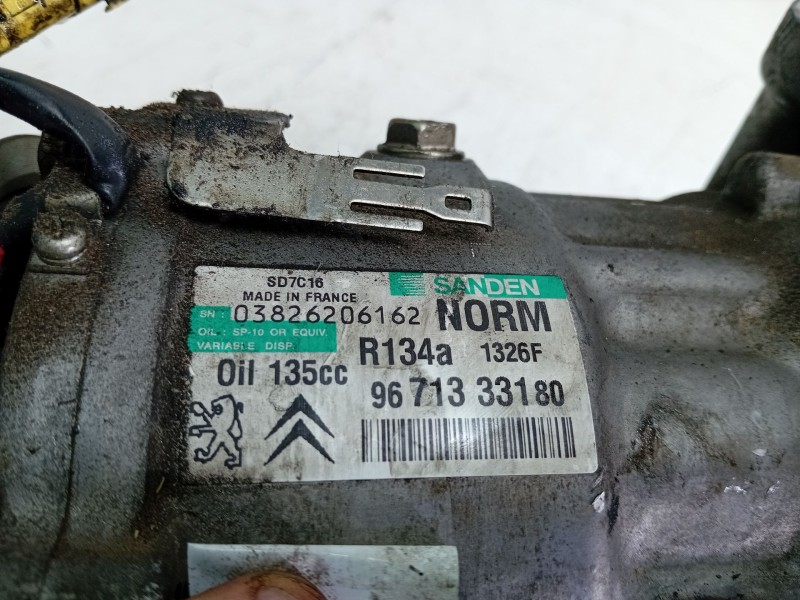 SD7C16
MADE IN FRANCE
SANDEN
SN : 03826206162
NORM
OIL : SP-10 OR EQUIV.
VARIABLE DISP.
R134a 1326F
Oil 135cc
96 713 331 80